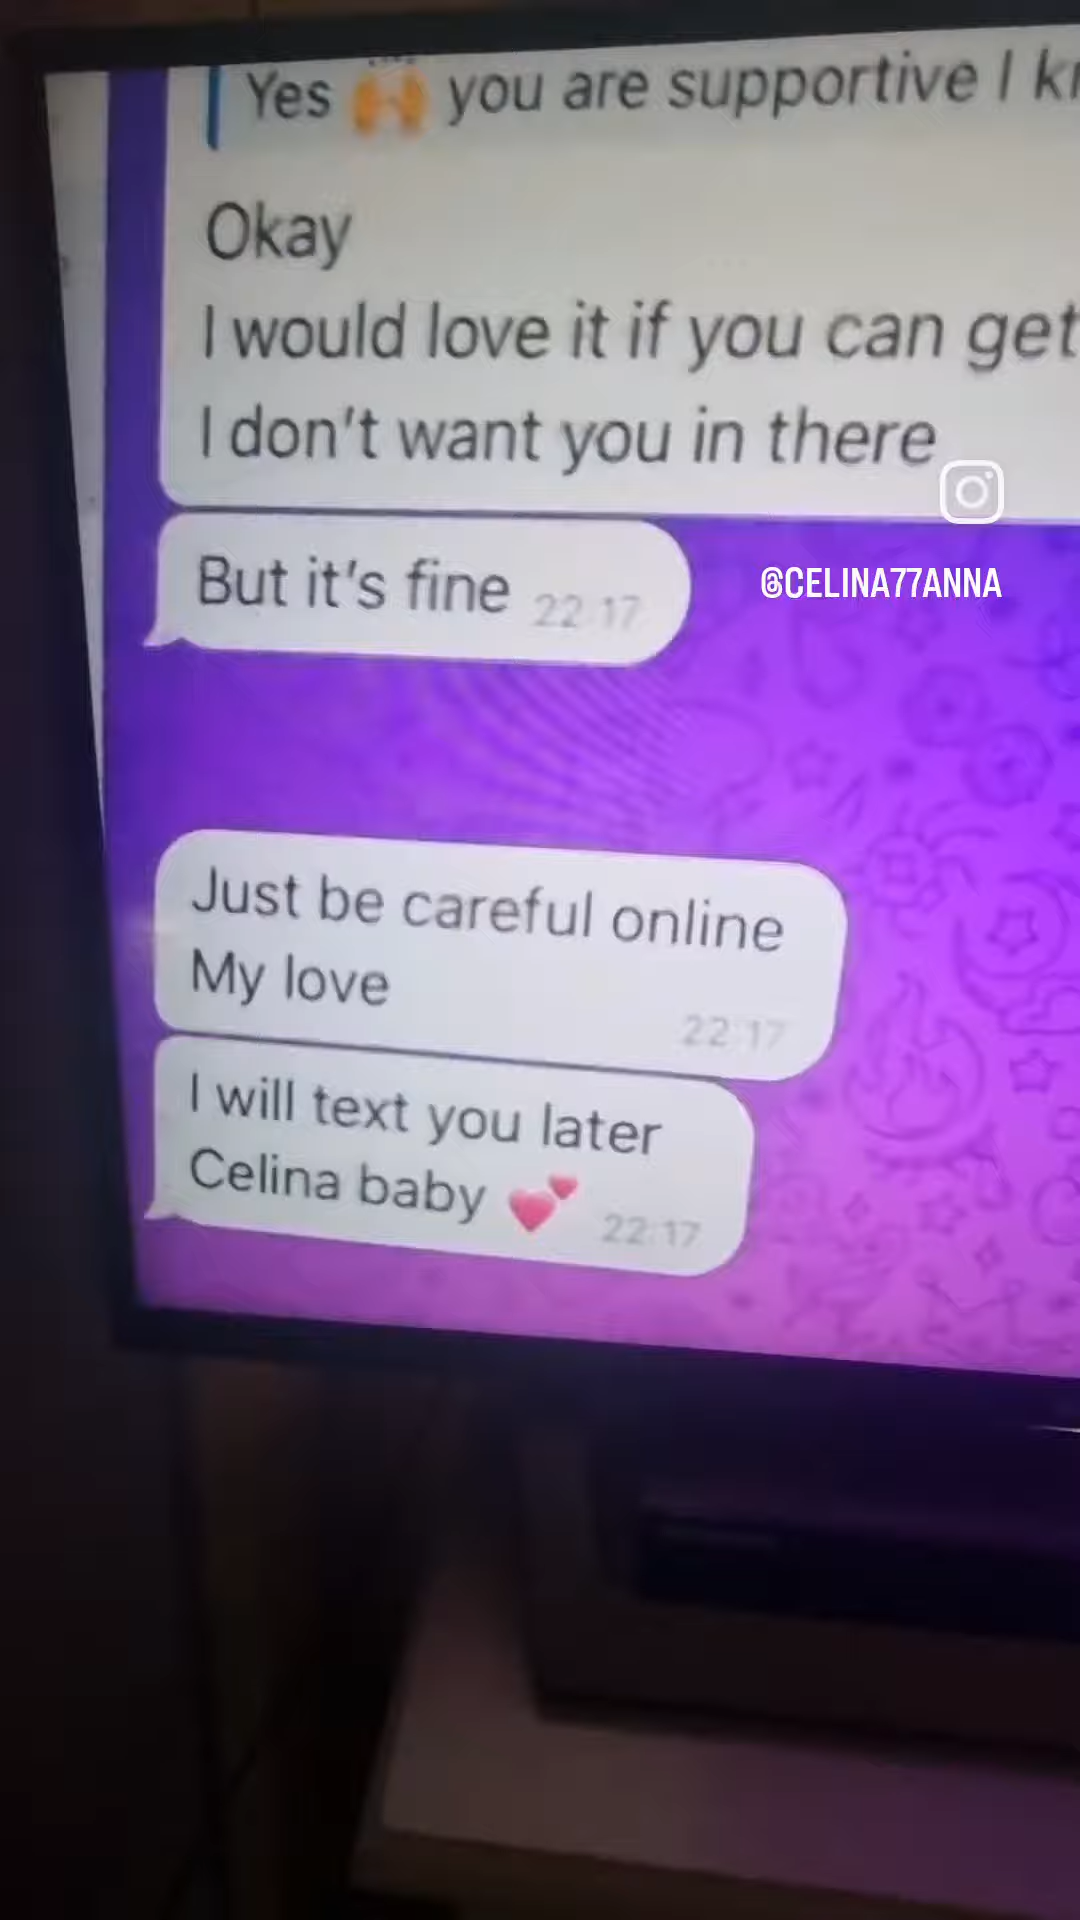 Yes 🙌 you are supportive I
Okay
I would love it if you can get
I don't want you in there
But it's fine 22:17
@CELINA77ANNA
Just be careful online
My love
22:17
I will text you later
Celina baby 💕 22:17